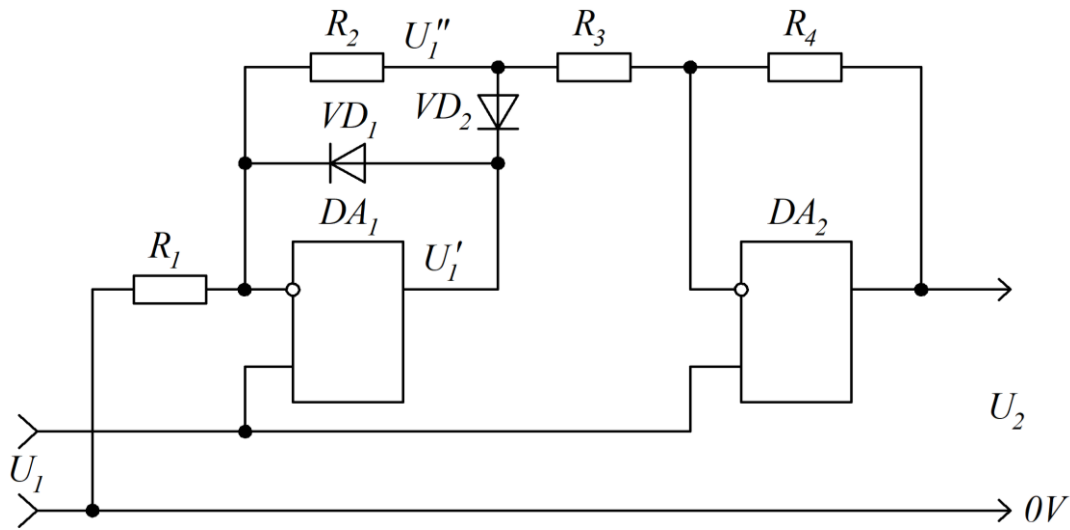 R₂ U₁″ R₃ R₄
VD₁ VD₂
DA₁ DA₂
R₁ U₁′
U₂
U₁
0V